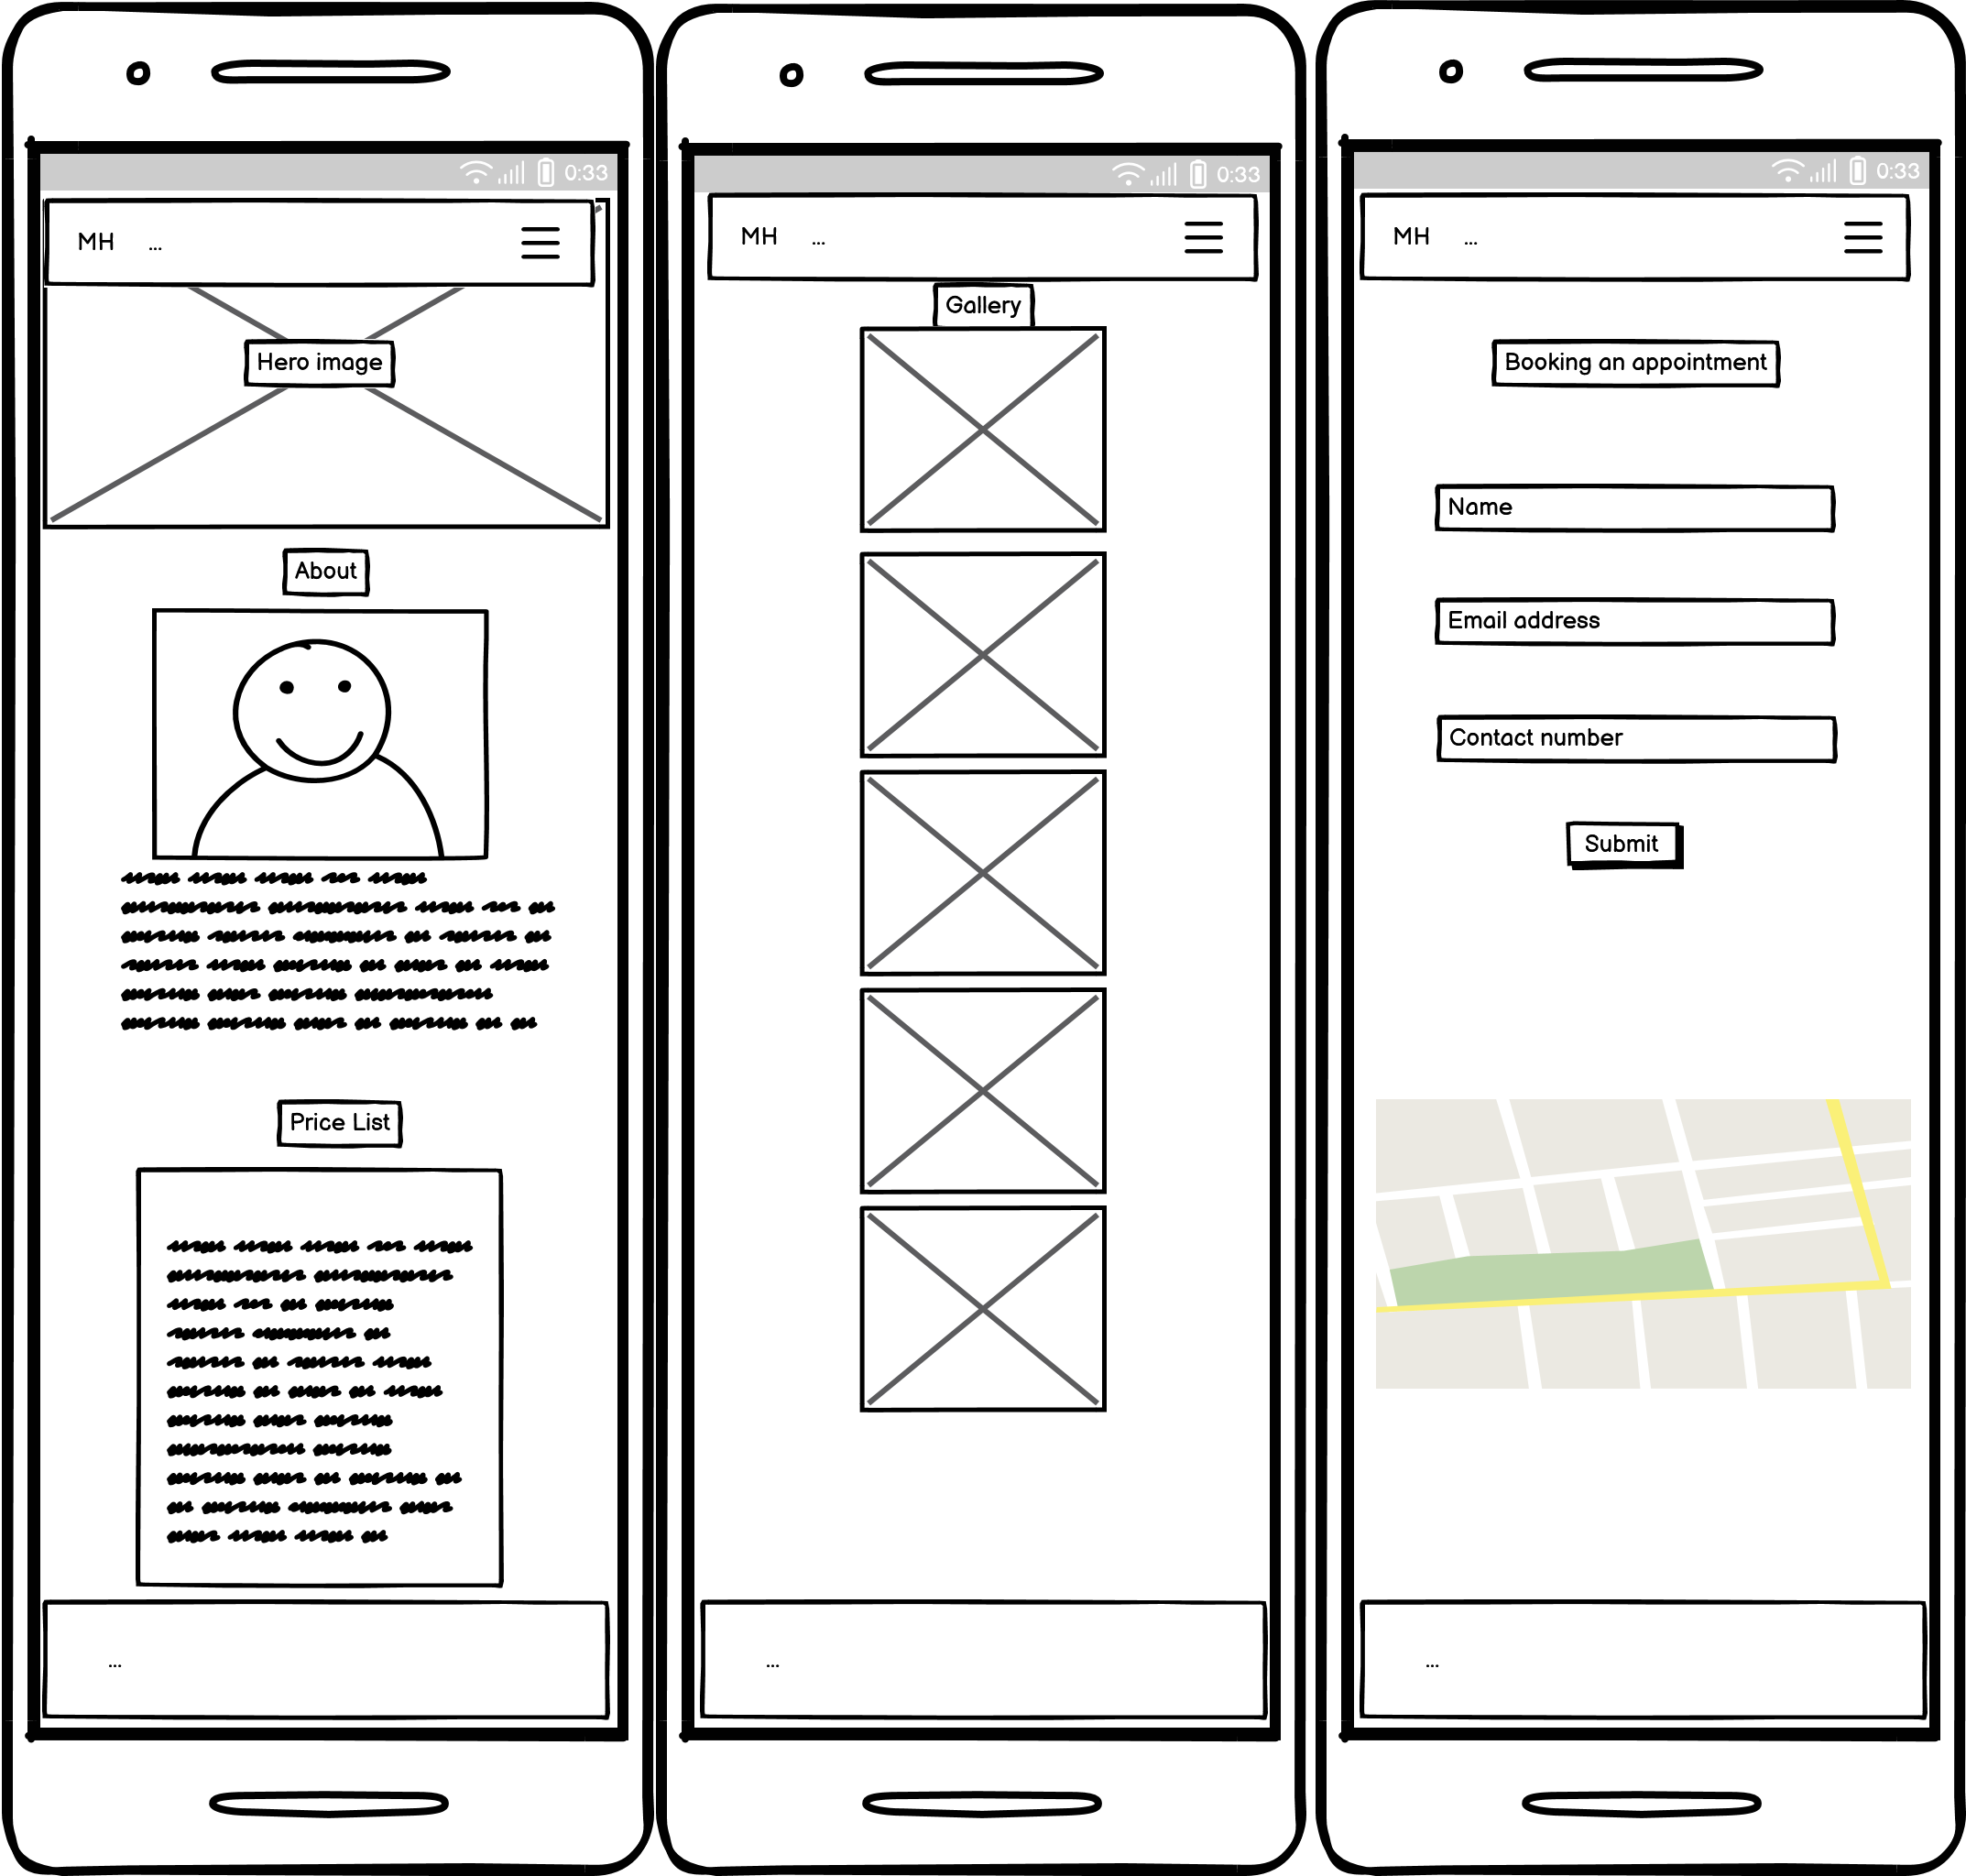 0:33
MH ...
Hero image
About
Price List
...
0:33
MH ...
Gallery
...
0:33
MH ...
Booking an appointment
Name
Email address
Contact number
Submit
...